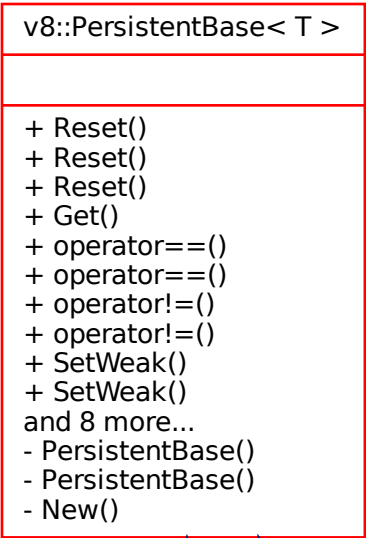 v8::PersistentBase< T >
+ Reset()
+ Reset()
+ Reset()
+ Get()
+ operator==()
+ operator==()
+ operator!=()
+ operator!=()
+ SetWeak()
+ SetWeak()
and 8 more...
- PersistentBase()
- PersistentBase()
- New()